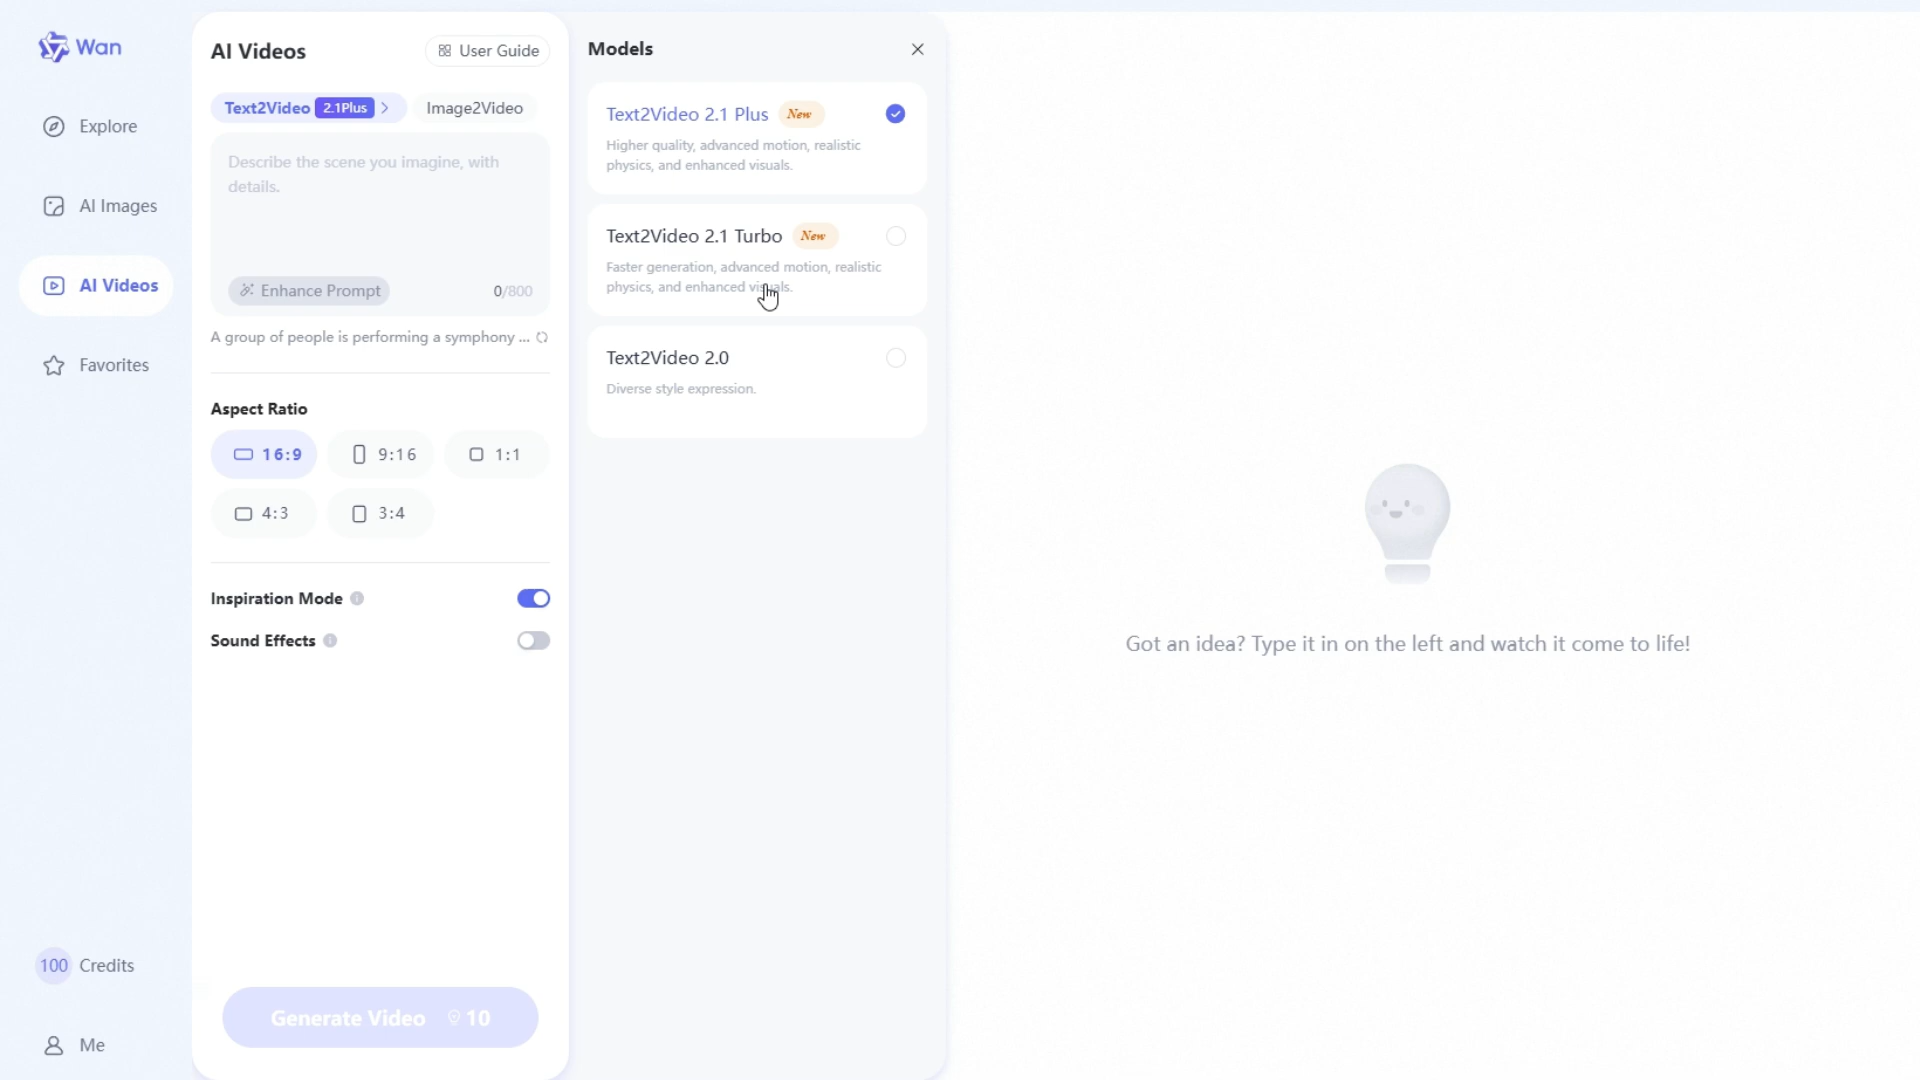 Wan
Explore
AI Images
AI Videos
Favorites
100 Credits
Me
AI Videos
User Guide
Text2Video 2.1Plus
Image2Video
Describe the scene you imagine, with
details.
Enhance Prompt
0/800
A group of people is performing a symphony ...
Aspect Ratio
16:9
9:16
1:1
4:3
3:4
Inspiration Mode
Sound Effects
Generate Video 10
Models
Text2Video 2.1 Plus New
Higher quality, advanced motion, realistic
physics, and enhanced visuals.
Text2Video 2.1 Turbo New
Faster generation, advanced motion, realistic
physics, and enhanced visuals.
Text2Video 2.0
Diverse style expression.
Got an idea? Type it in on the left and watch it come to life!